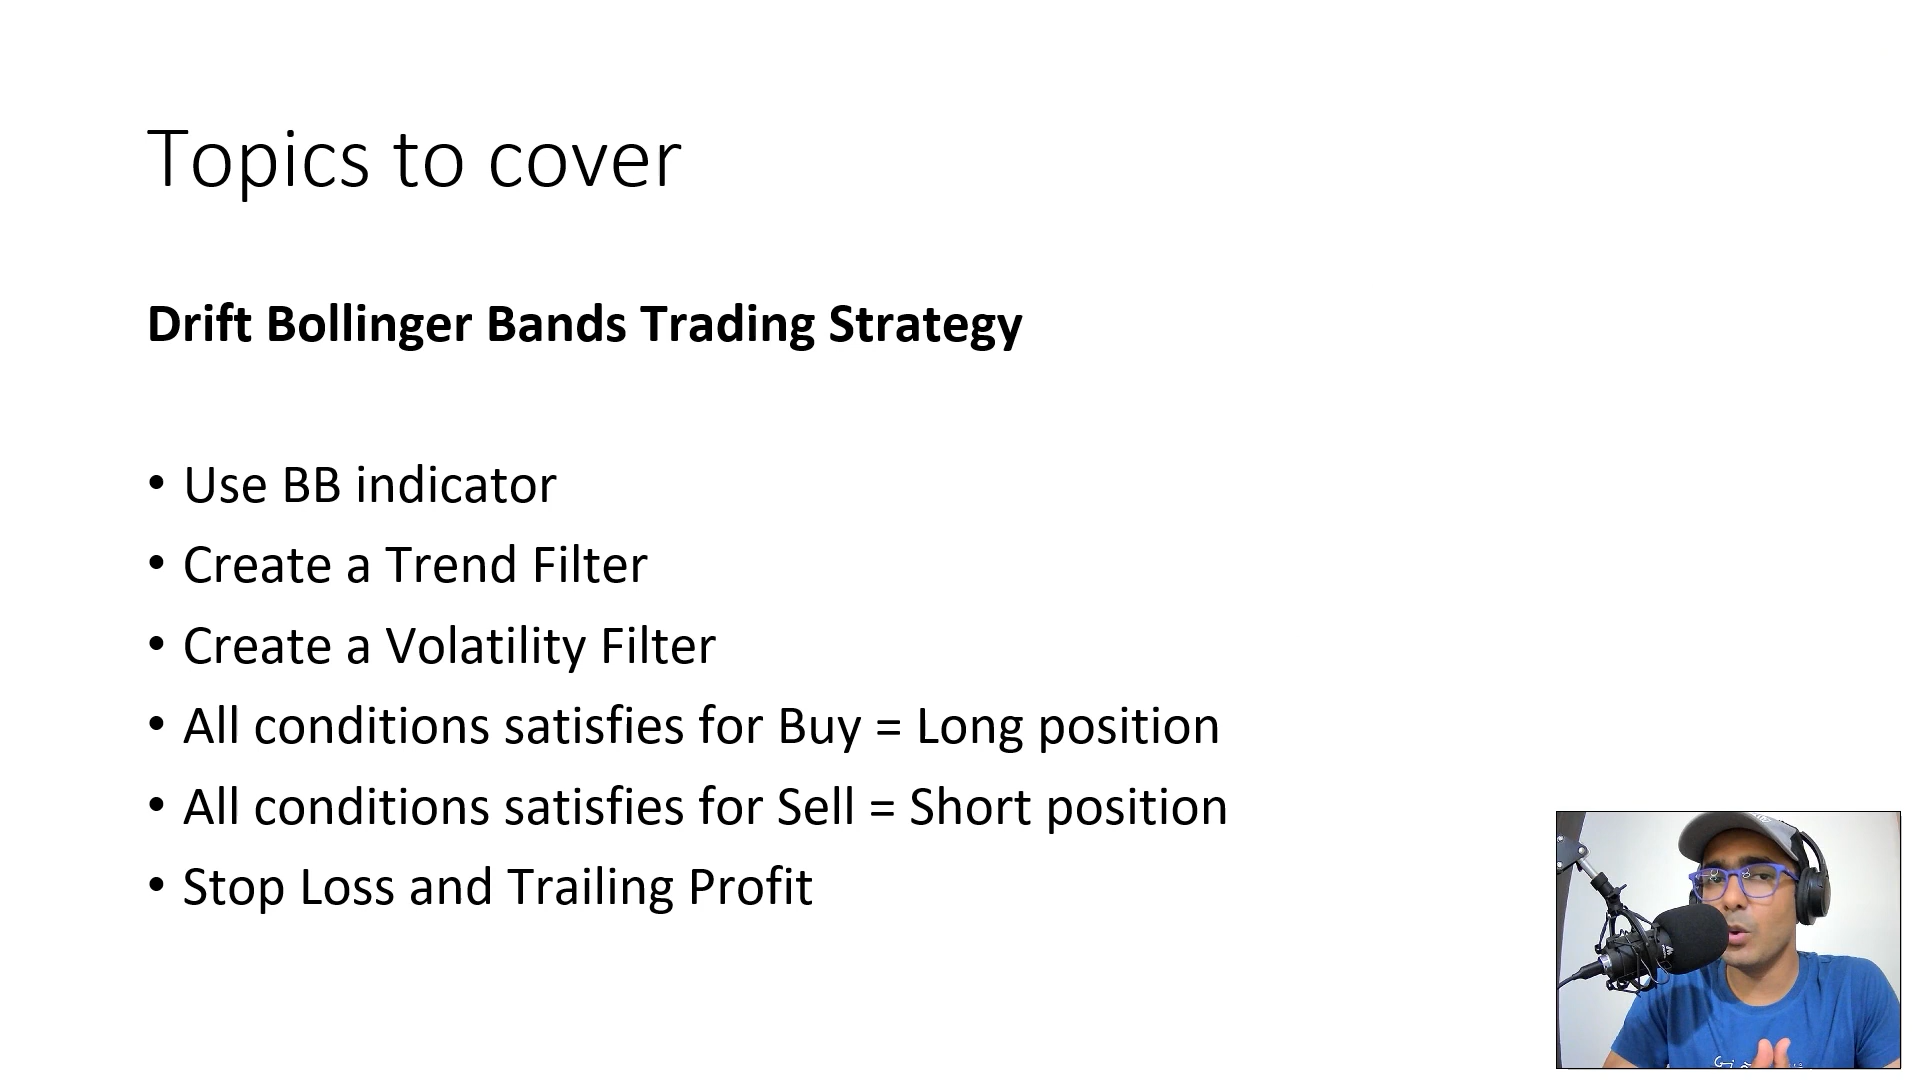 Topics to cover
Drift Bollinger Bands Trading Strategy
• Use BB indicator
• Create a Trend Filter
• Create a Volatility Filter
• All conditions satisfies for Buy = Long position
• All conditions satisfies for Sell = Short position
• Stop Loss and Trailing Profit